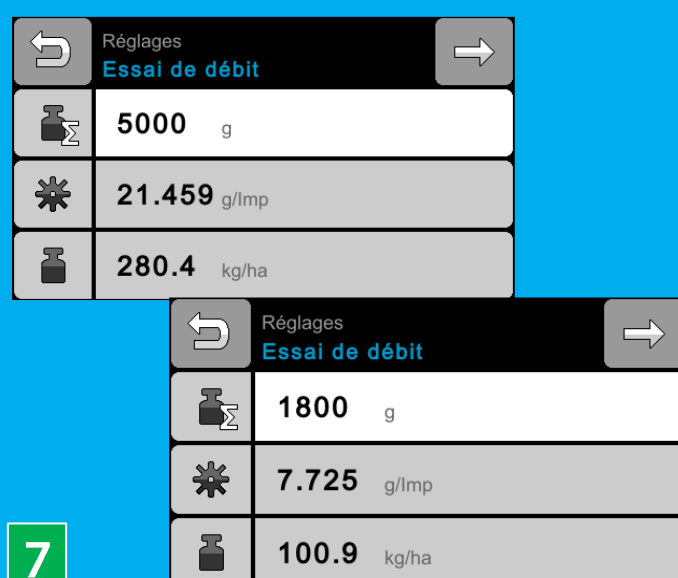 Réglages
Essai de débit
5000 g
21.459 g/Imp
280.4 kg/ha
Réglages
Essai de débit
1800 g
7.725 g/Imp
100.9 kg/ha
7